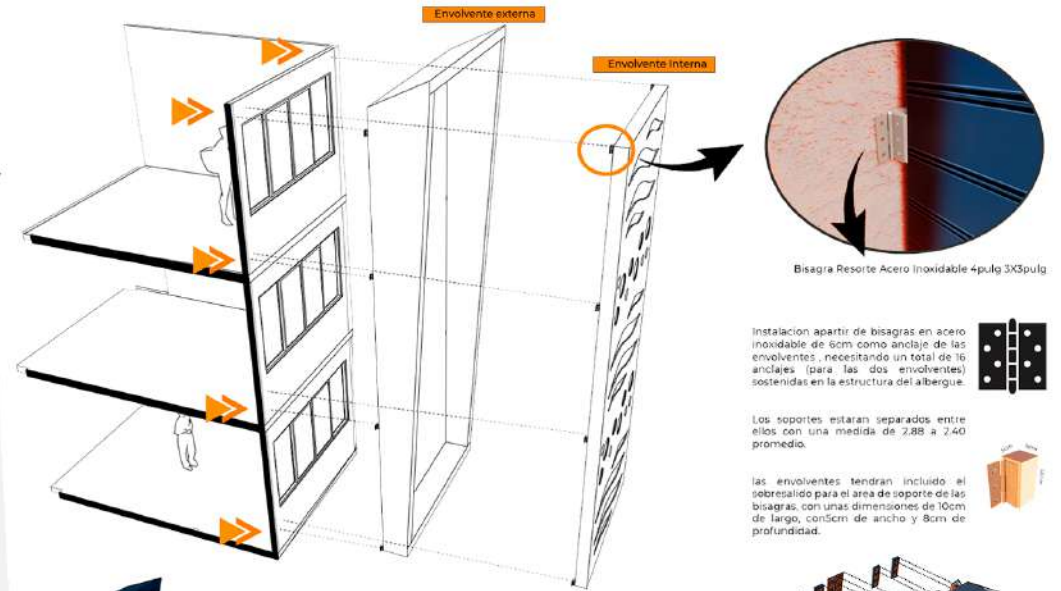 Envolvente externa
Envolvente Interna
Bisagra Resorte Acero Inoxidable 4pulg 3X3pulg
Instalacion apartir de bisagras en acero
inoxidable de 6cm como anclaje de las
envolventes , necesitando un total de 16
anclajes (para las dos envolventes)
sostenidas en la estructura del albergue.
Los soportes estaran separados entre
ellos con una medida de 2.88 a 2.40
promedio.
las envolventes tendran incluido el
sobresalido para el area de soporte de las
bisagras, con unas dimensiones de 10cm
de largo, con5cm de ancho y 8cm de
profundidad.